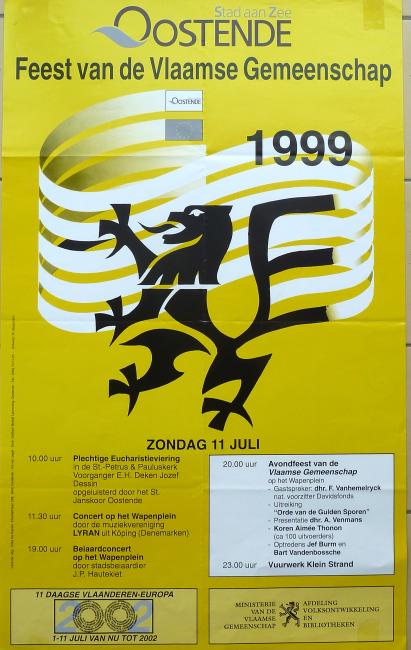 Stad aan Zee
OOSTENDE
Feest van de Vlaamse Gemeenschap
OOSTENDE
1999
ZONDAG 11 JULI
10.00 uur Plechtige Eucharistieviering
in de St.-Petrus & Pauluskerk
Voorganger E.H. Deken Jozef
Dessin
opgeluisterd door het St.
Janskoor Oostende
11.30 uur Concert op het Wapenplein
door de muziekvereniging
LYRAN uit Köping (Denemarken)
19.00 uur Beiaardconcert
op het Wapenplein
door stadsbeiaardier
J.P. Hautekiet
20.00 uur Avondfeest van de
Vlaamse Gemeenschap
op het Wapenplein
- Gastspreker: dhr. F. Vanhemelryck
nat. voorzitter Davidsfonds
- Uitreiking
"Orde van de Gulden Sporen"
- Presentatie dhr. A. Venmans
- Koren Aimée Thonon
(ca 100 uitvoerders)
- Optredens Jef Burm en
Bart Vandenbossche
23.00 uur Vuurwerk Klein Strand
11 DAAGSE VLAANDEREN-EUROPA
2002
1-11 JULI VAN NU TOT 2002
MINISTERIE
VAN DE
VLAAMSE
GEMEENSCHAP
AFDELING
VOLKSONTWIKKELING
EN
BIBLIOTHEKEN